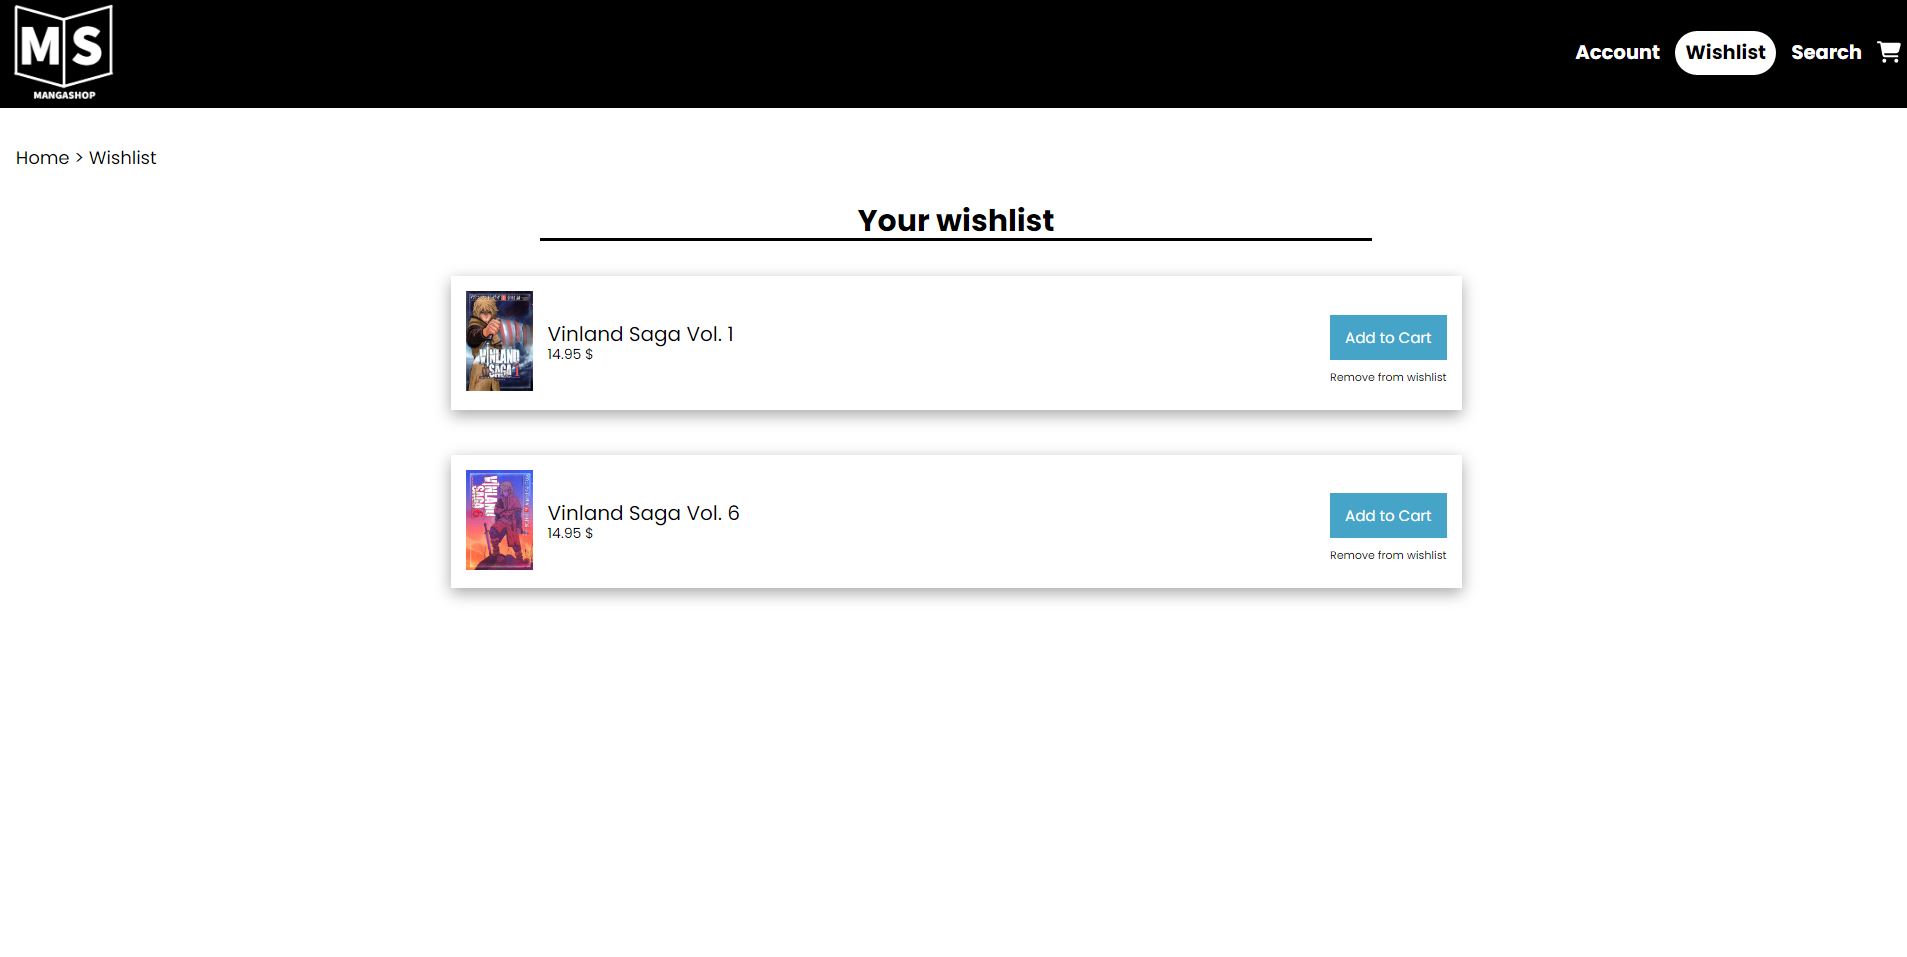 MS
MANGASHOP
Account Wishlist Search
Home > Wishlist
Your wishlist
VINLAND
SAGA 1
Vinland Saga Vol. 1
14.95 $
Add to Cart
Remove from wishlist
VINLAND
SAGA 6
Vinland Saga Vol. 6
14.95 $
Add to Cart
Remove from wishlist